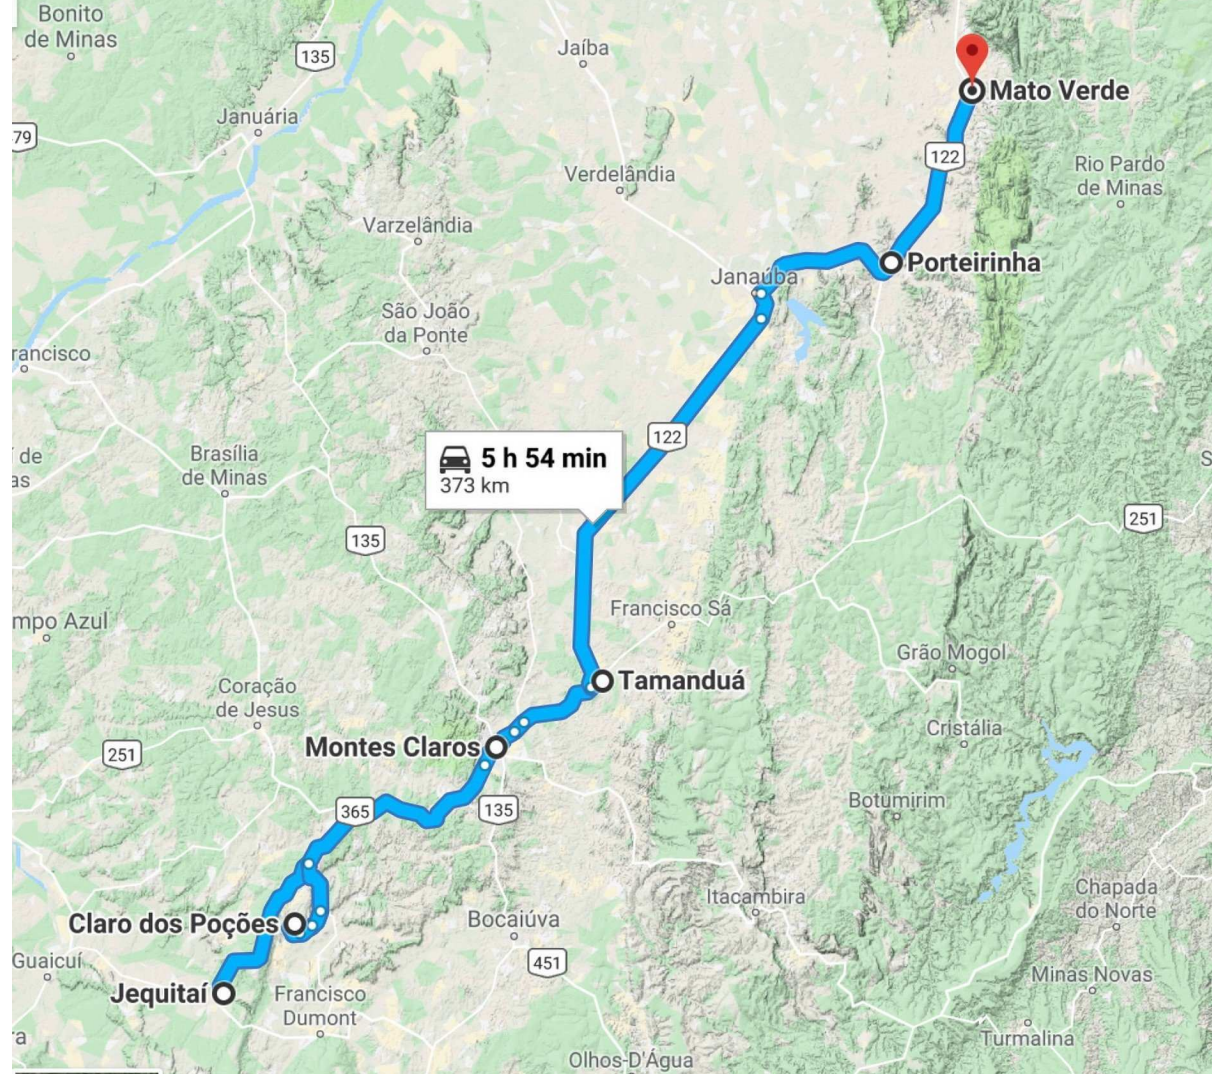 Bonito
de Minas
135
Jaíba
Mato Verde
Januária
79
122
Rio Pardo
de Minas
Verdelândia
Varzelândia
Janaúba
Porteirinha
São João
da Ponte
rancisco
122
de
as
Brasília
de Minas
5 h 54 min
373 km
S
251
135
Francisco Sá
mpo Azul
Grão Mogol
Tamanduá
Coração
de Jesus
Cristália
Montes Claros
251
365
135
Botumirim
Itacambira
Chapada
do Norte
Claro dos Poções
Bocaiúva
Guaicuí
451
Jequitaí
Francisco
Dumont
Minas Novas
ra
Turmalina
Olhos-D'Água